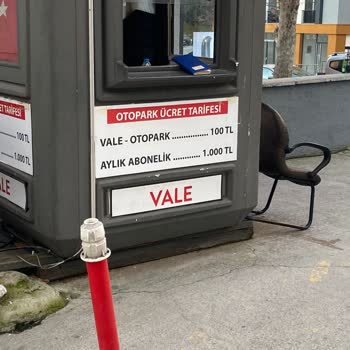 OTOPARK ÜCRET TARİFESİ
VALE - OTOPARK ................. 100 TL
AYLIK ABONELİK ............ 1.000 TL
VALE
TARİFESİ
100 TL
1.000 TL
ALE